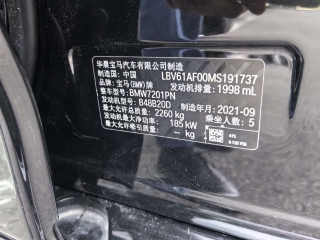 华晨宝马汽车有限公司制造
制造国：中国 LBV61AF00MS191737
品牌：宝马(BMW)牌 发动机排量：1998 mL
整车型号：BMW7201PN
发动机型号：B48B20D 制造年月：2021-09
最大允许总质量 2260 kg 乘坐人数：5
发动机最大净功率 185 kW
最大允许牵引质量 — kg
475